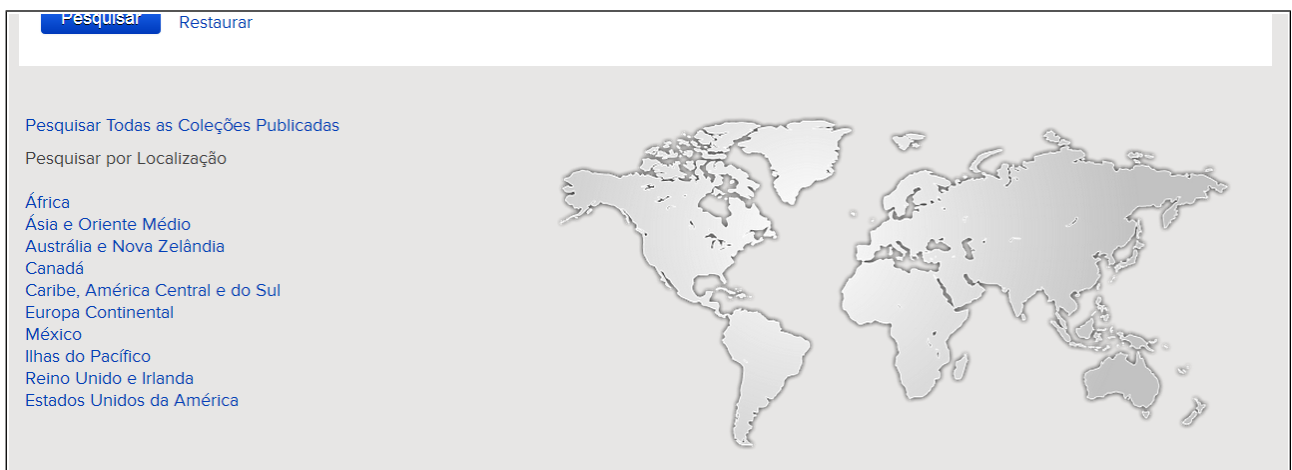 Pesquisar Restaurar
Pesquisar Todas as Coleções Publicadas
Pesquisar por Localização
África
Ásia e Oriente Médio
Austrália e Nova Zelândia
Canadá
Caribe, América Central e do Sul
Europa Continental
México
Ilhas do Pacífico
Reino Unido e Irlanda
Estados Unidos da América